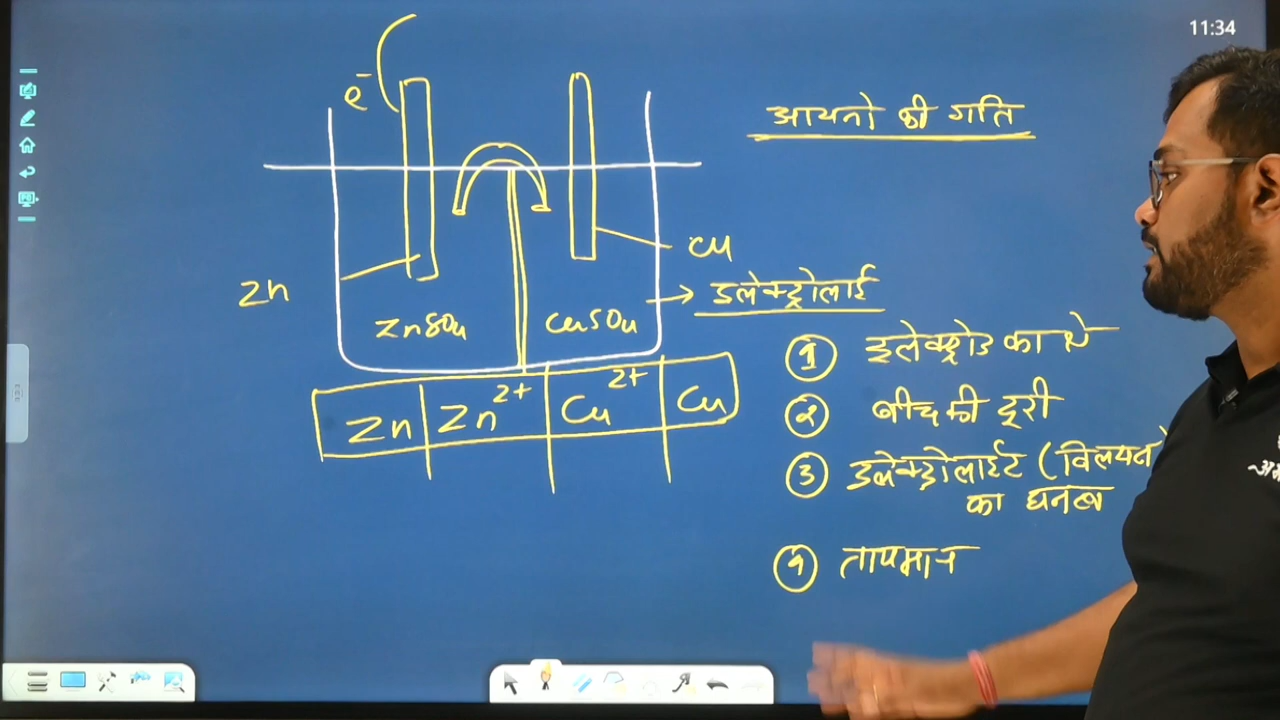 11:34
आयनो की गति
e⁻
Cu
Zn
इलेक्ट्रोलाई
ZnSO₄
CuSO₄
Zn | Zn²⁺ | Cu²⁺ | Cu
① इलेक्ट्रोड का क्षे
② बीच की दूरी
③ इलेक्ट्रोलाईट (विलयन)
का घनत्व
④ तापमान